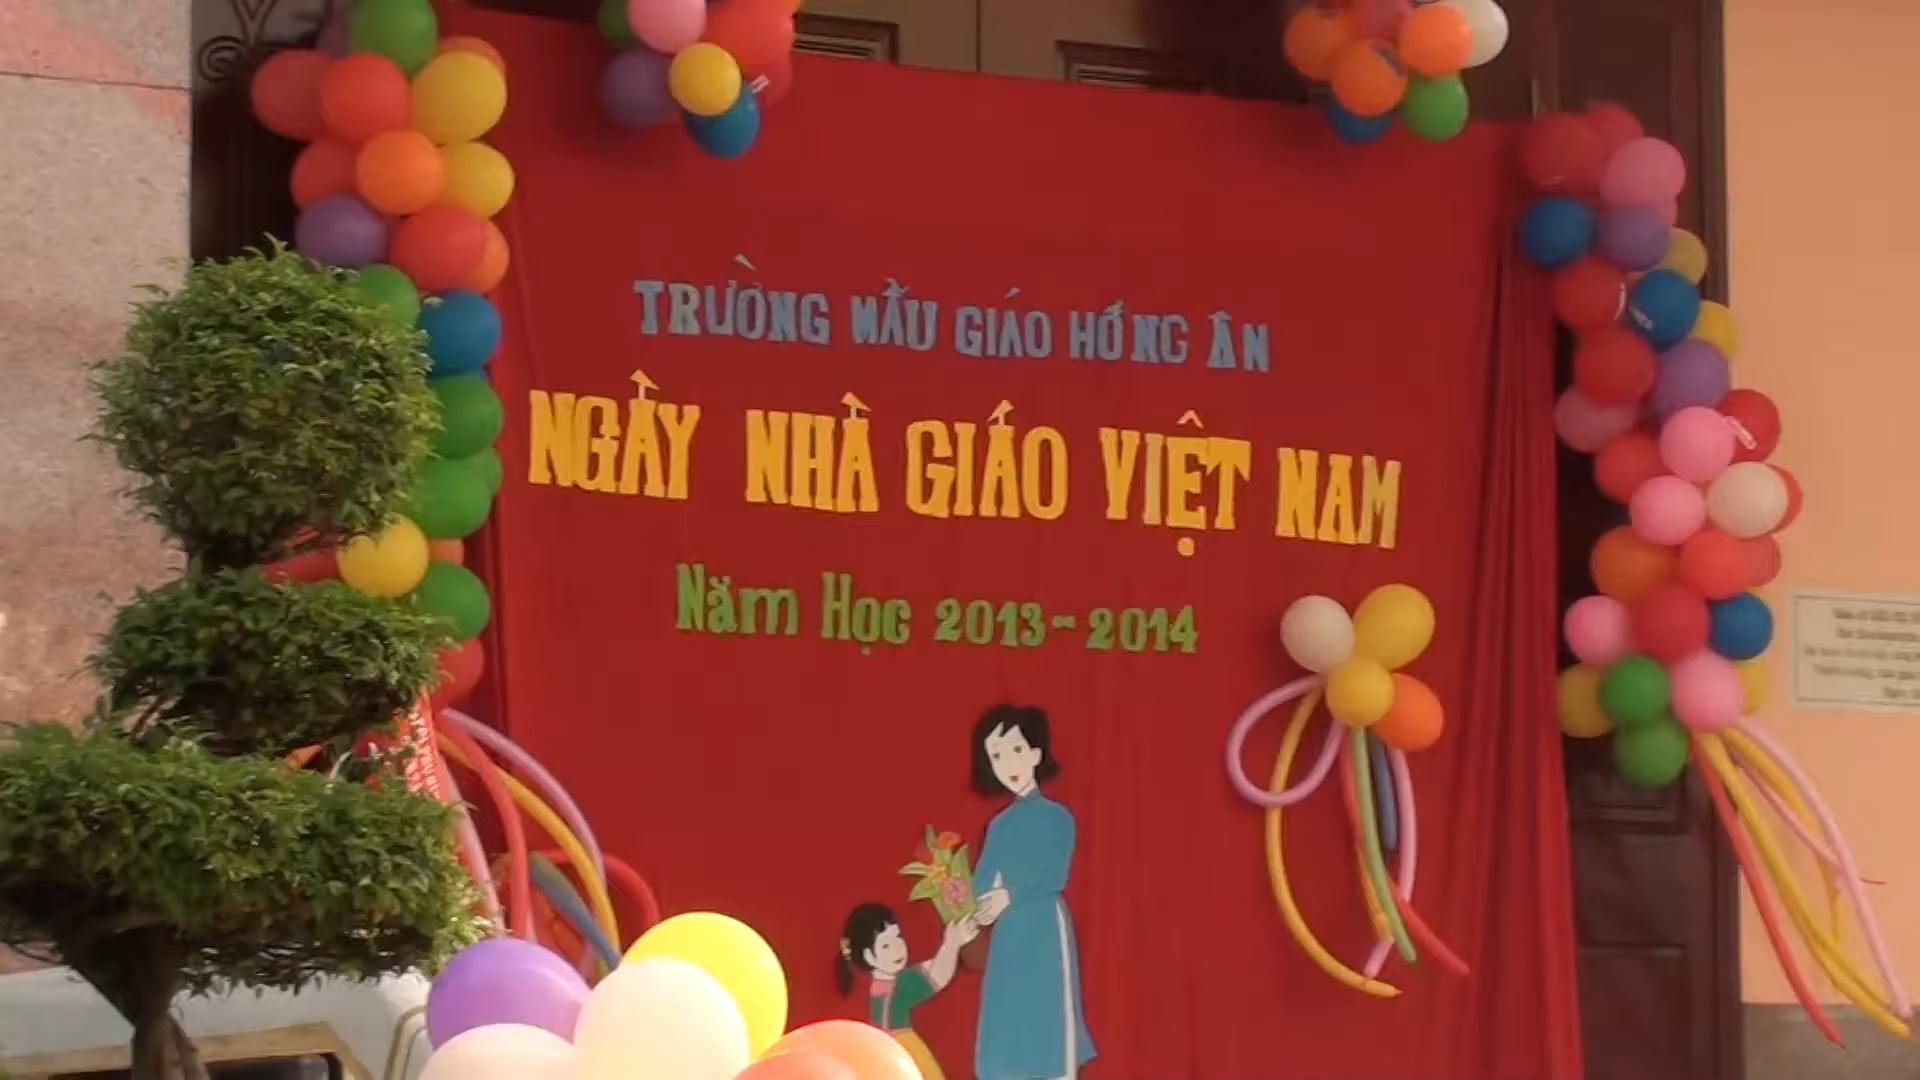 TRƯỜNG MẪU GIÁO HỒNG ÂN
NGÀY NHÀ GIÁO VIỆT NAM
Năm Học 2013-2014